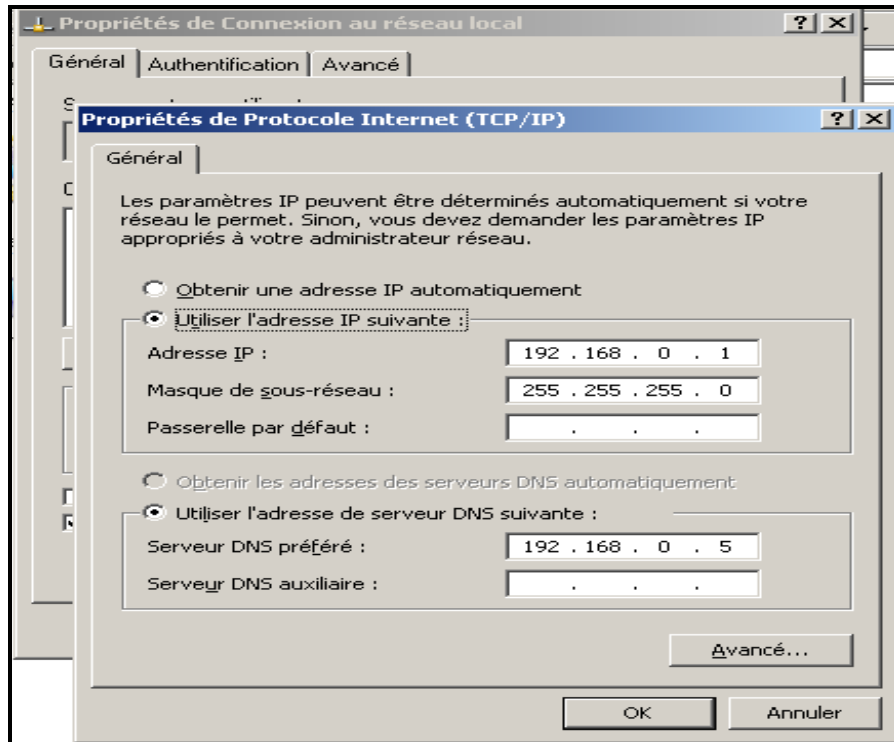 Propriétés de Connexion au réseau local
Général Authentification Avancé
Propriétés de Protocole Internet (TCP/IP)
Général
Les paramètres IP peuvent être déterminés automatiquement si votre
réseau le permet. Sinon, vous devez demander les paramètres IP
appropriés à votre administrateur réseau.
Obtenir une adresse IP automatiquement
Utiliser l'adresse IP suivante :
Adresse IP : 192 . 168 . 0 . 1
Masque de sous-réseau : 255 . 255 . 255 . 0
Passerelle par défaut : . . .
Obtenir les adresses des serveurs DNS automatiquement
Utiliser l'adresse de serveur DNS suivante :
Serveur DNS préféré : 192 . 168 . 0 . 5
Serveur DNS auxiliaire : . . .
Avancé...
OK Annuler